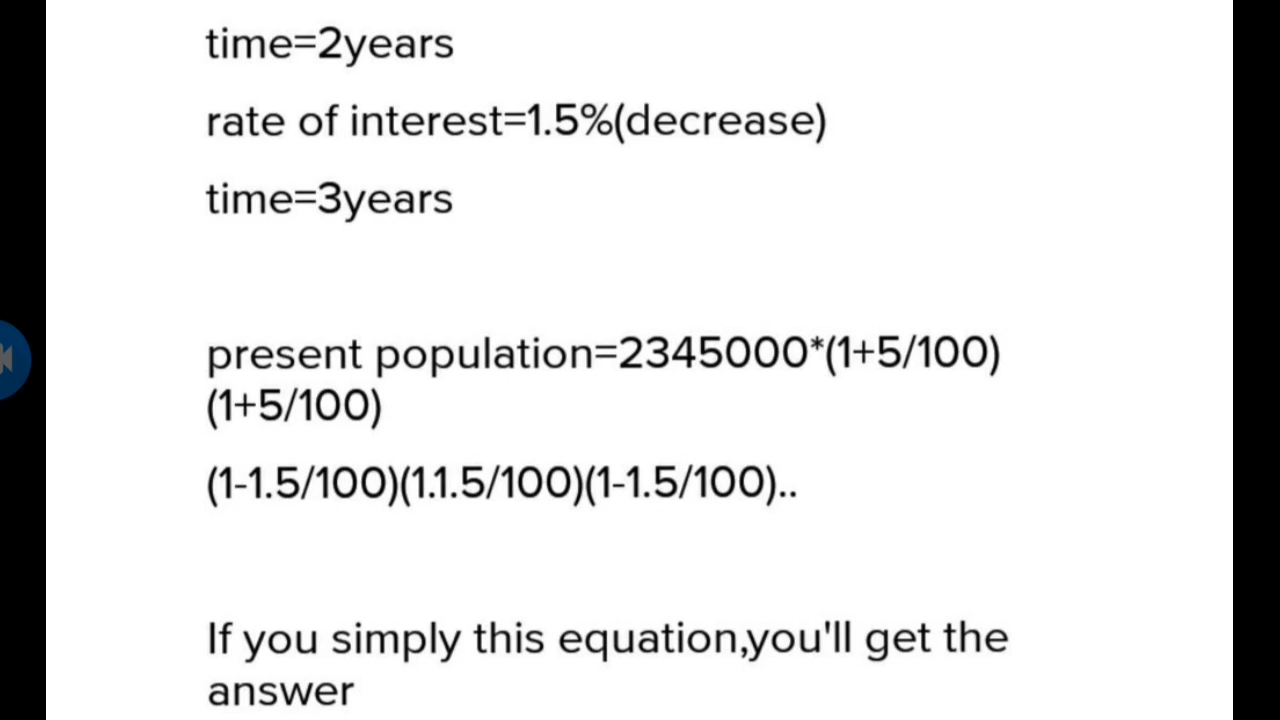 time=2years
rate of interest=1.5%(decrease)
time=3years
present population=2345000*(1+5/100)
(1+5/100)
(1-1.5/100)(1.1.5/100)(1-1.5/100)..
If you simply this equation,you'll get the
answer